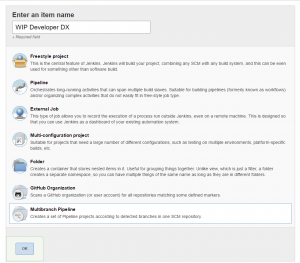 Enter an item name
WIP Developer DX
» Required field
Freestyle project
This is the central feature of Jenkins. Jenkins will build your project, combining any SCM with any build system, and this can be even
used for something other than software build.
Pipeline
Orchestrates long-running activities that can span multiple build slaves. Suitable for building pipelines (formerly known as workflows)
and/or organizing complex activities that do not easily fit in free-style job type.
External Job
This type of job allows you to record the execution of a process run outside Jenkins, even on a remote machine. This is designed so
that you can use Jenkins as a dashboard of your existing automation system.
Multi-configuration project
Suitable for projects that need a large number of different configurations, such as testing on multiple environments, platform-specific
builds, etc.
Folder
Creates a container that stores nested items in it. Useful for grouping things together. Unlike view, which is just a filter, a folder
creates a separate namespace, so you can have multiple things of the same name as long as they are in different folders.
GitHub Organization
Scans a GitHub organization (or user account) for all repositories matching some defined markers.
Multibranch Pipeline
Creates a set of Pipeline projects according to detected branches in one SCM repository.
OK